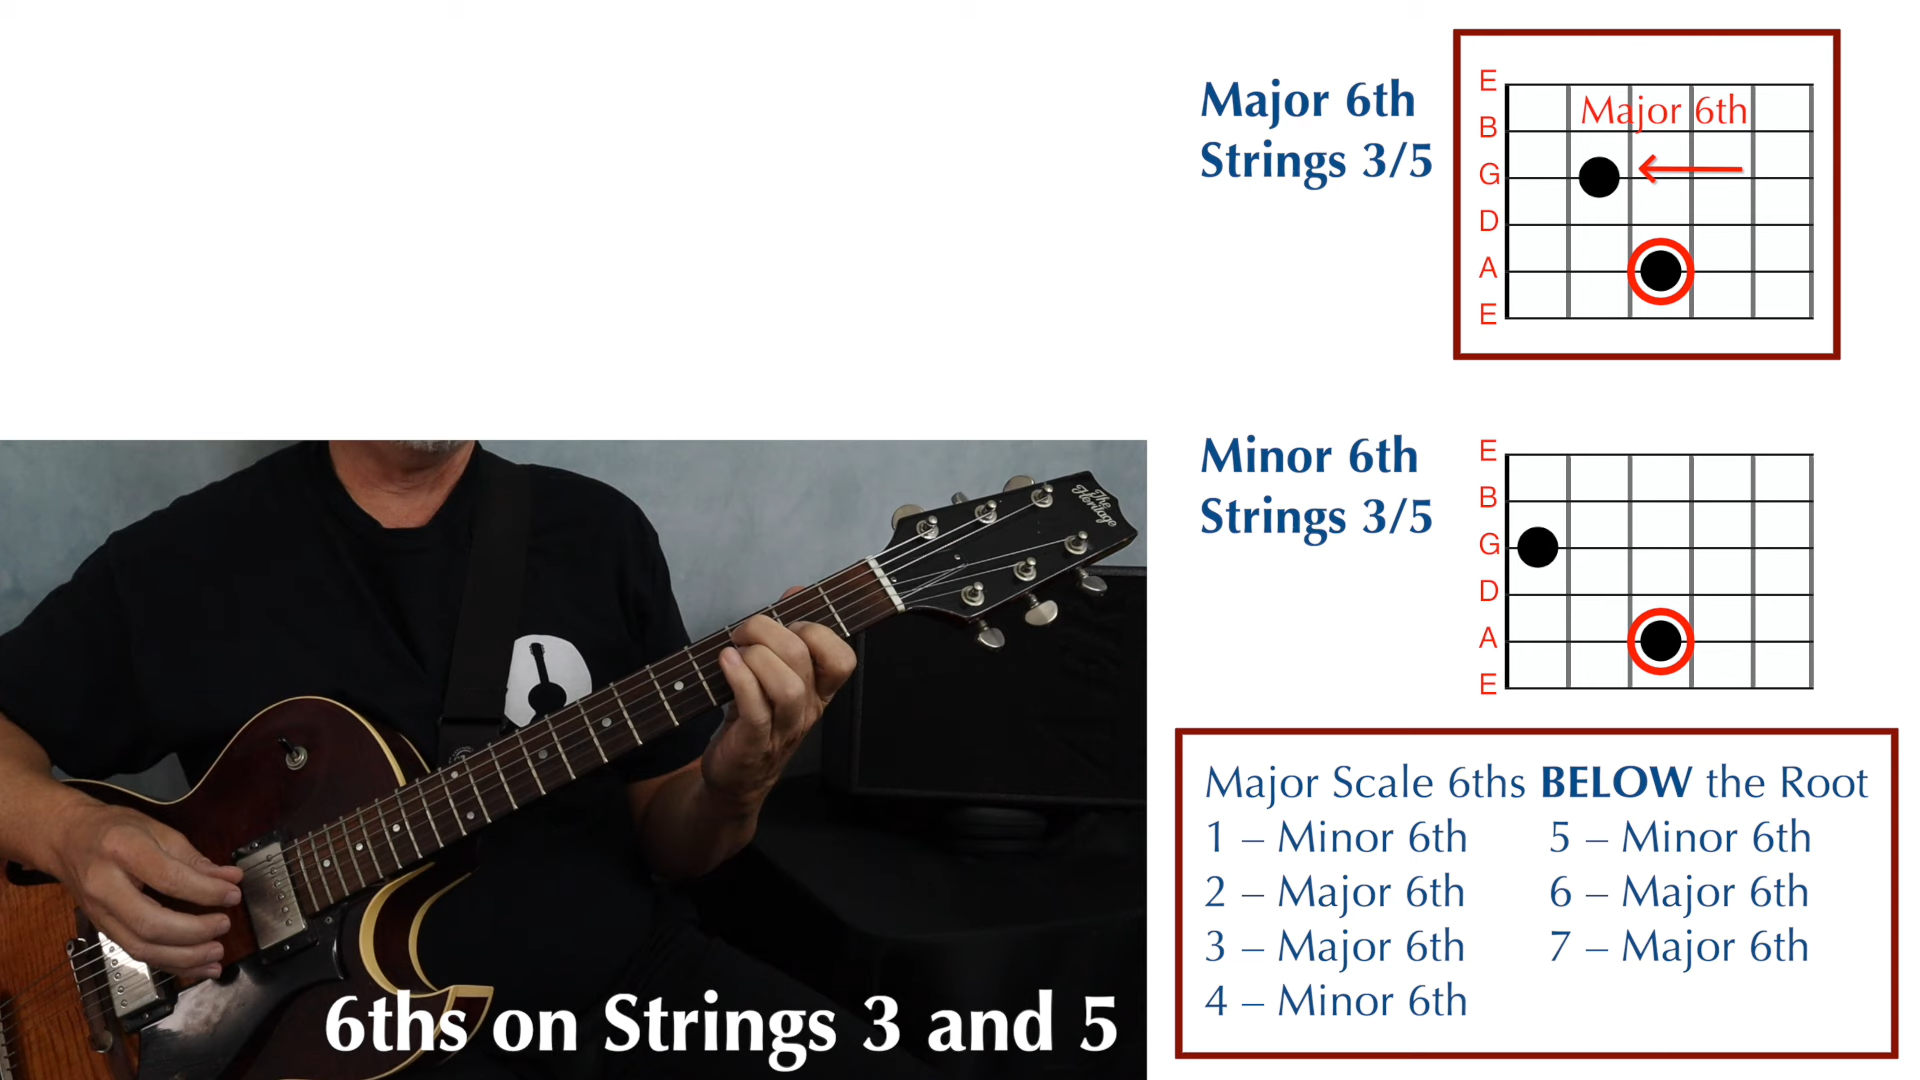 Major 6th
Strings 3/5
E
Major 6th
B
G
D
A
E
Minor 6th
Strings 3/5
E
B
G
D
A
E
The
Heritage
Major Scale 6ths BELOW the Root
1 – Minor 6th 5 – Minor 6th
2 – Major 6th 6 – Major 6th
3 – Major 6th 7 – Major 6th
4 – Minor 6th
6ths on Strings 3 and 5